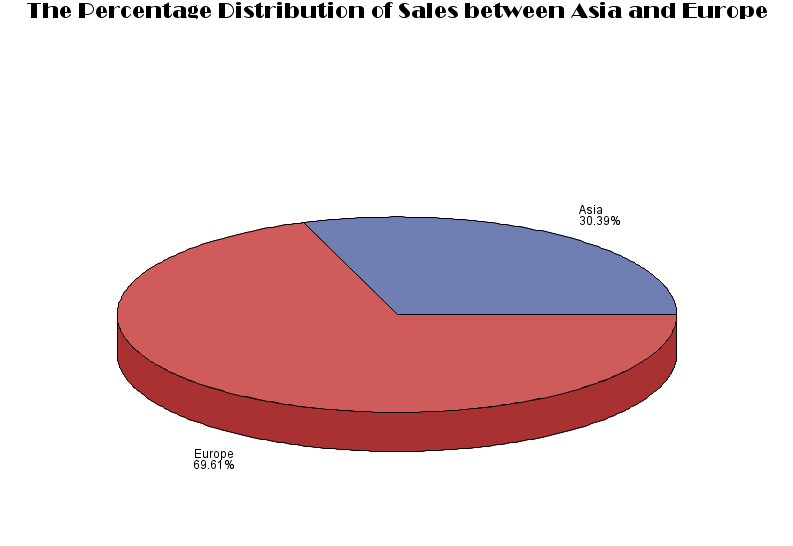 The Percentage Distribution of Sales between Asia and Europe
Asia
30.39%
Europe
69.61%